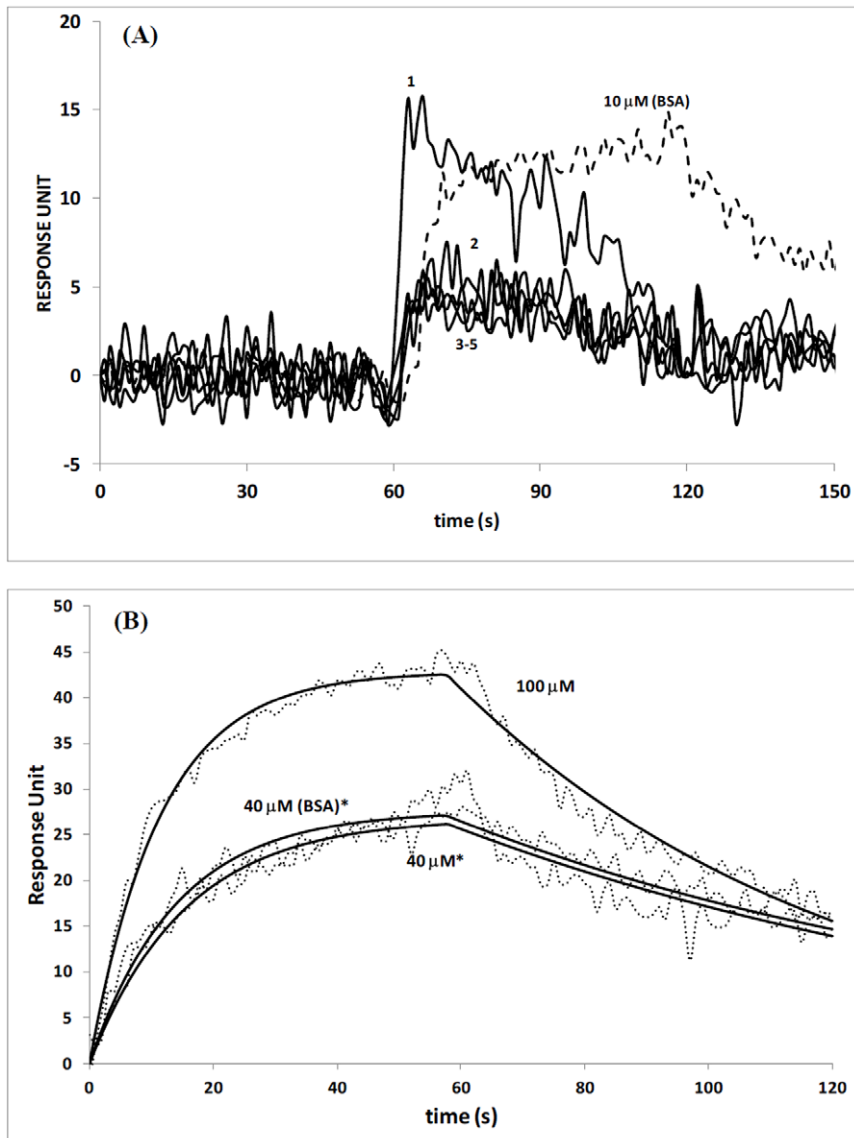 (A)
20
15
10
5
0
-5
RESPONSE UNIT
1
10 µM (BSA)
2
3-5
0 30 60 90 120 150
time (s)
(B)
50
45
40
35
30
25
20
15
10
5
0
Response Unit
100 µM
40 µM (BSA)*
40 µM*
0 20 40 60 80 100 120
time (s)